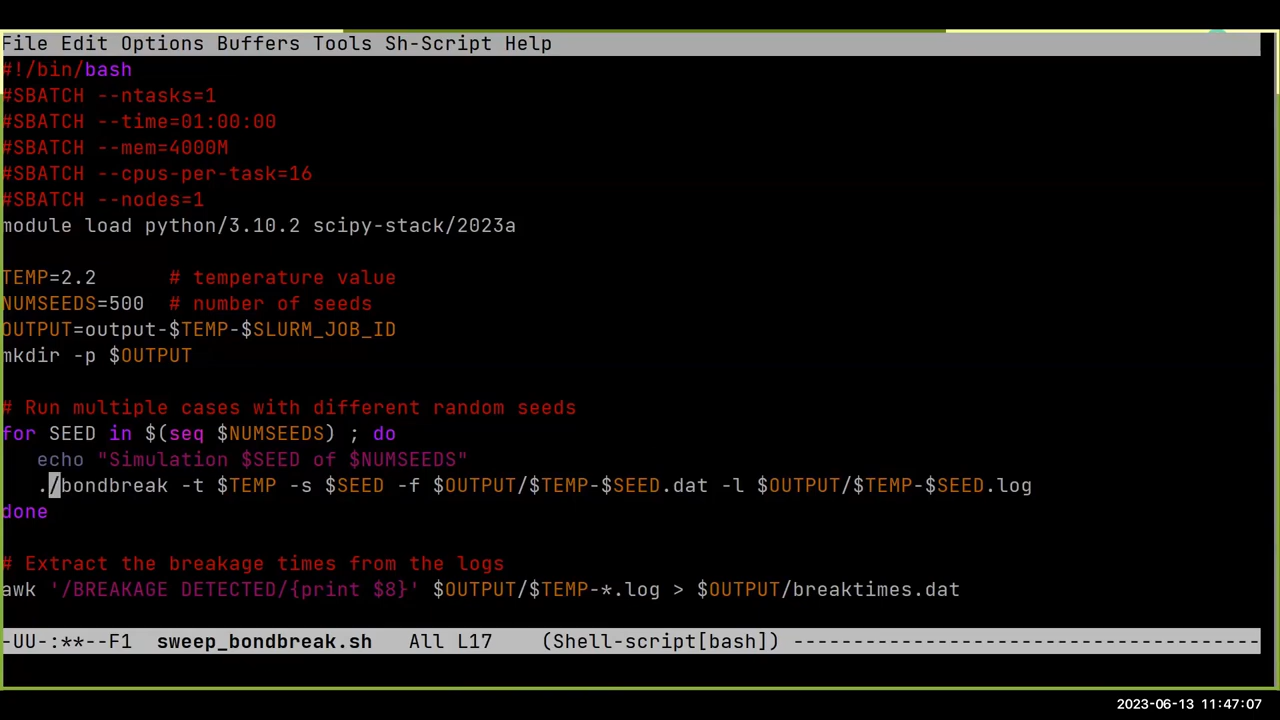 File Edit Options Buffers Tools Sh-Script Help
#!/bin/bash
#SBATCH --ntasks=1
#SBATCH --time=01:00:00
#SBATCH --mem=4000M
#SBATCH --cpus-per-task=16
#SBATCH --nodes=1
module load python/3.10.2 scipy-stack/2023a
TEMP=2.2      # temperature value
NUMSEEDS=500  # number of seeds
OUTPUT=output-$TEMP-$SLURM_JOB_ID
mkdir -p $OUTPUT
# Run multiple cases with different random seeds
for SEED in $(seq $NUMSEEDS) ; do
   echo "Simulation $SEED of $NUMSEEDS"
   ./bondbreak -t $TEMP -s $SEED -f $OUTPUT/$TEMP-$SEED.dat -l $OUTPUT/$TEMP-$SEED.log
done
# Extract the breakage times from the logs
awk '/BREAKAGE DETECTED/{print $8}' $OUTPUT/$TEMP-*.log > $OUTPUT/breaktimes.dat
-UU-:**--F1  sweep_bondbreak.sh   All L17    (Shell-script[bash]) ---------------------------------------
2023-06-13 11:47:07